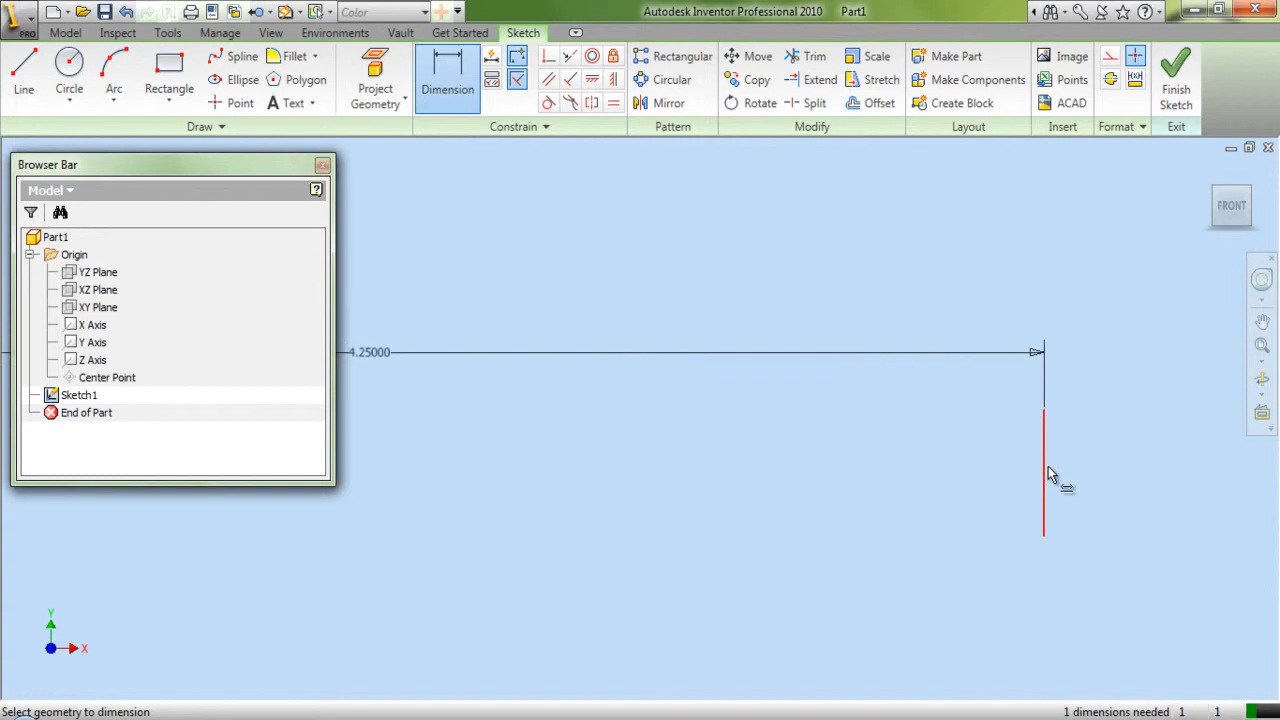 Color
Autodesk Inventor Professional 2010 Part1
PRO
Model Inspect Tools Manage View Environments Vault Get Started Sketch
Line
Circle
Arc
Rectangle
Spline
Ellipse
Point
Fillet
Polygon
Text
Project
Geometry
Dimension
Rectangular
Circular
Mirror
Move
Copy
Rotate
Trim
Extend
Split
Scale
Stretch
Offset
Make Part
Make Components
Create Block
Image
Points
ACAD
Finish
Sketch
Draw
Constrain
Pattern
Modify
Layout
Insert
Format
Exit
Browser Bar
Model
Part1
Origin
YZ Plane
XZ Plane
XY Plane
X Axis
Y Axis
Z Axis
Center Point
Sketch1
End of Part
4.25000
FRONT
Y
X
Select geometry to dimension
1 dimensions needed 1 1